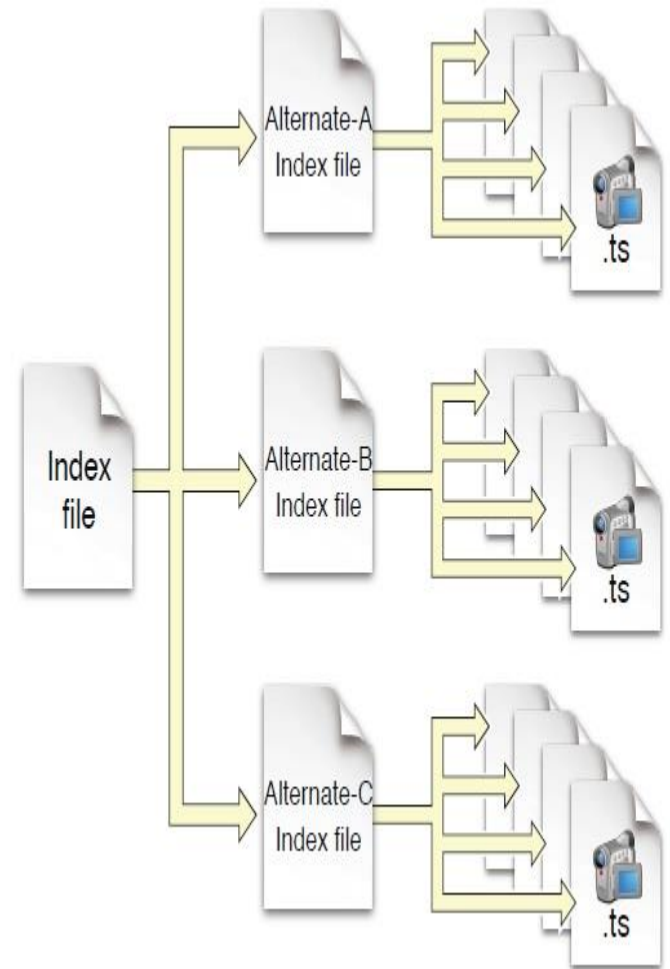 Alternate-A
Index file
.ts
Index
file
Alternate-B
Index file
.ts
Alternate-C
Index file
.ts